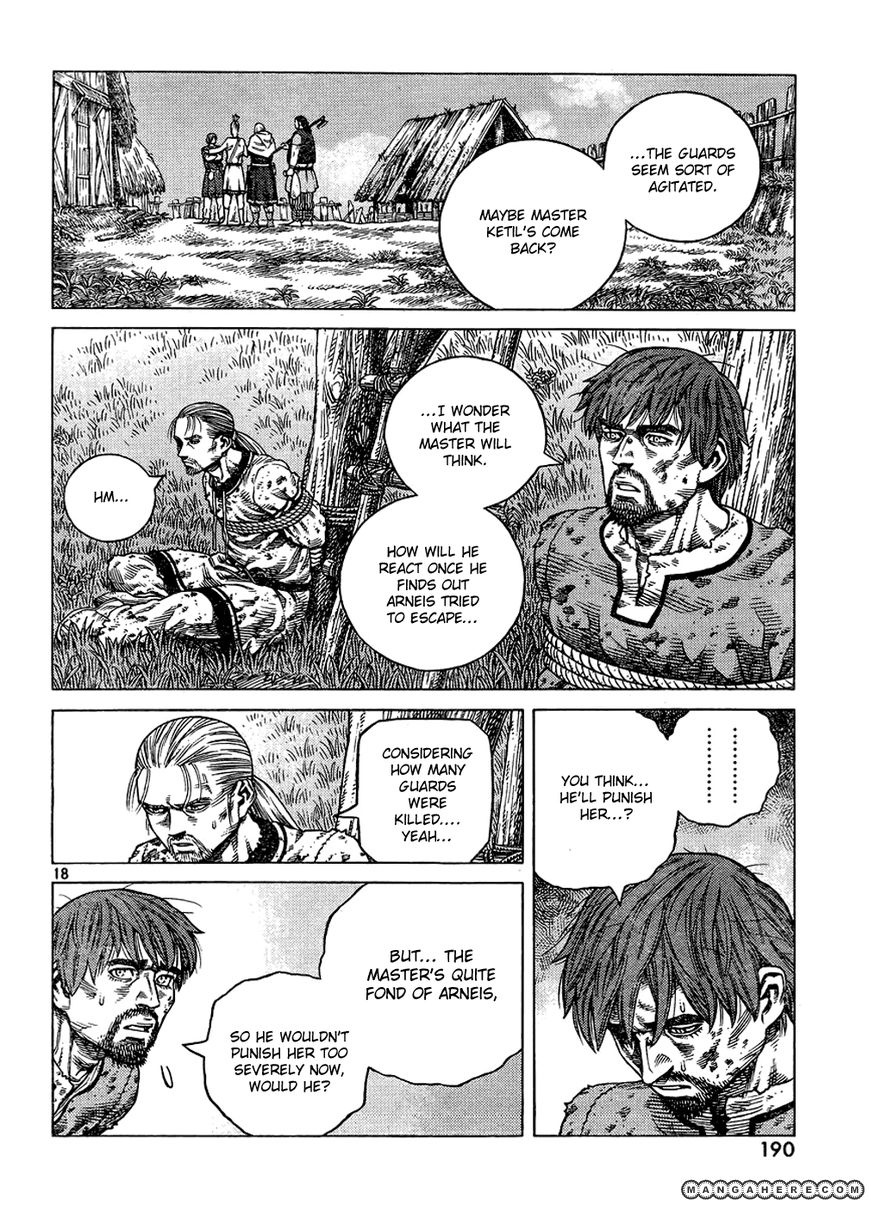 ...THE GUARDS
SEEM SORT OF
AGITATED.
MAYBE MASTER
KETIL'S COME
BACK?
...I WONDER
WHAT THE
MASTER WILL
THINK.
HM...
HOW WILL HE
REACT ONCE HE
FINDS OUT
ARNEIS TRIED
TO ESCAPE...
YOU THINK...
HE'LL PUNISH
HER...?
CONSIDERING
HOW MANY
GUARDS
WERE
KILLED....
YEAH...
18
BUT... THE
MASTER'S QUITE
FOND OF ARNEIS,
SO HE WOULDN'T
PUNISH HER TOO
SEVERELY NOW,
WOULD HE?
190
MANGAHERE.COM